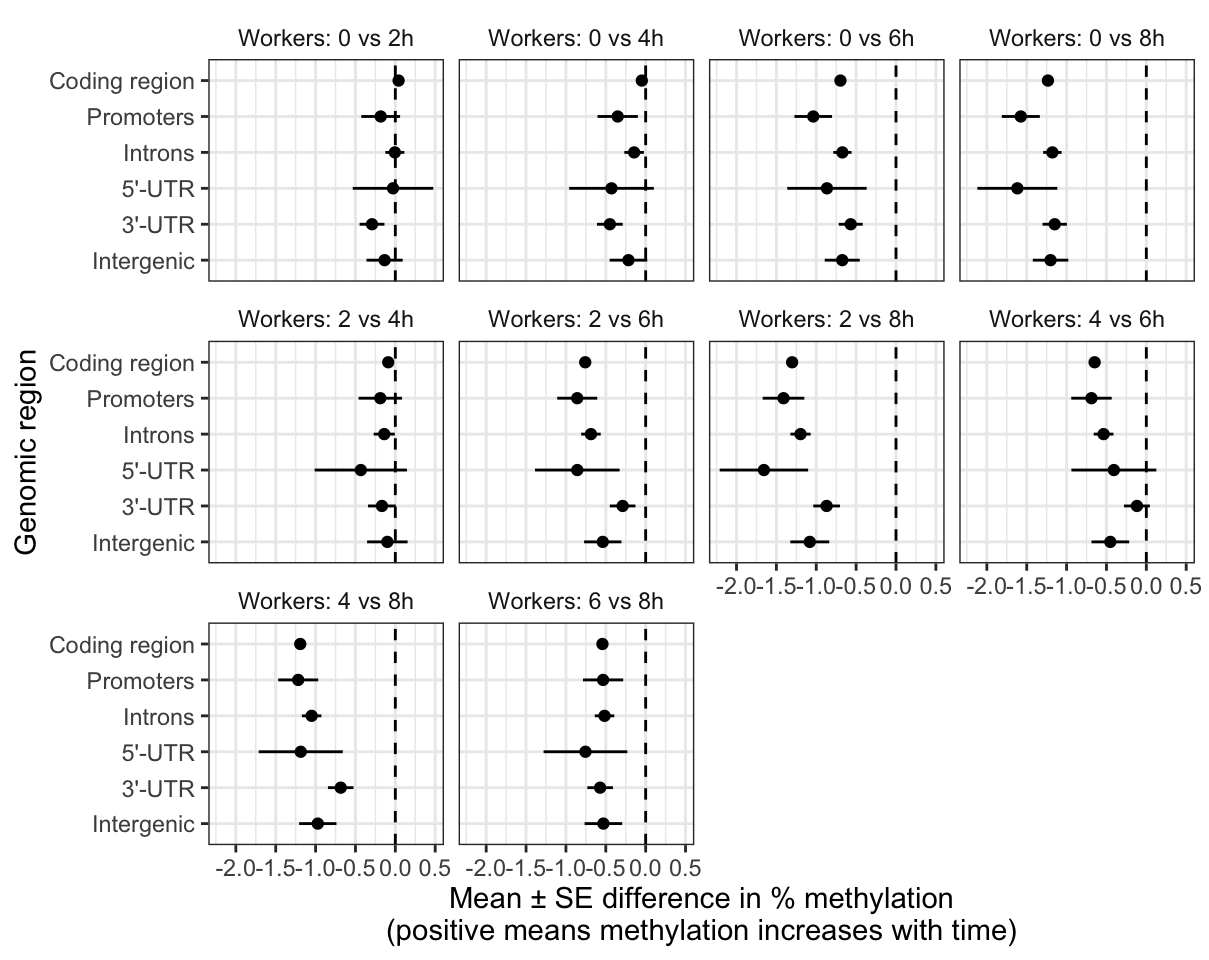 Workers: 0 vs 2h
Workers: 0 vs 4h
Workers: 0 vs 6h
Workers: 0 vs 8h
Coding region
Promoters
Introns
5'-UTR
3'-UTR
Intergenic
Workers: 2 vs 4h
Workers: 2 vs 6h
Workers: 2 vs 8h
Workers: 4 vs 6h
Genomic region
Coding region
Promoters
Introns
5'-UTR
3'-UTR
Intergenic
-2.0 -1.5 -1.0 -0.5 0.0 0.5
-2.0 -1.5 -1.0 -0.5 0.0 0.5
Workers: 4 vs 8h
Workers: 6 vs 8h
Coding region
Promoters
Introns
5'-UTR
3'-UTR
Intergenic
-2.0 -1.5 -1.0 -0.5 0.0 0.5
-2.0 -1.5 -1.0 -0.5 0.0 0.5
Mean ± SE difference in % methylation
(positive means methylation increases with time)